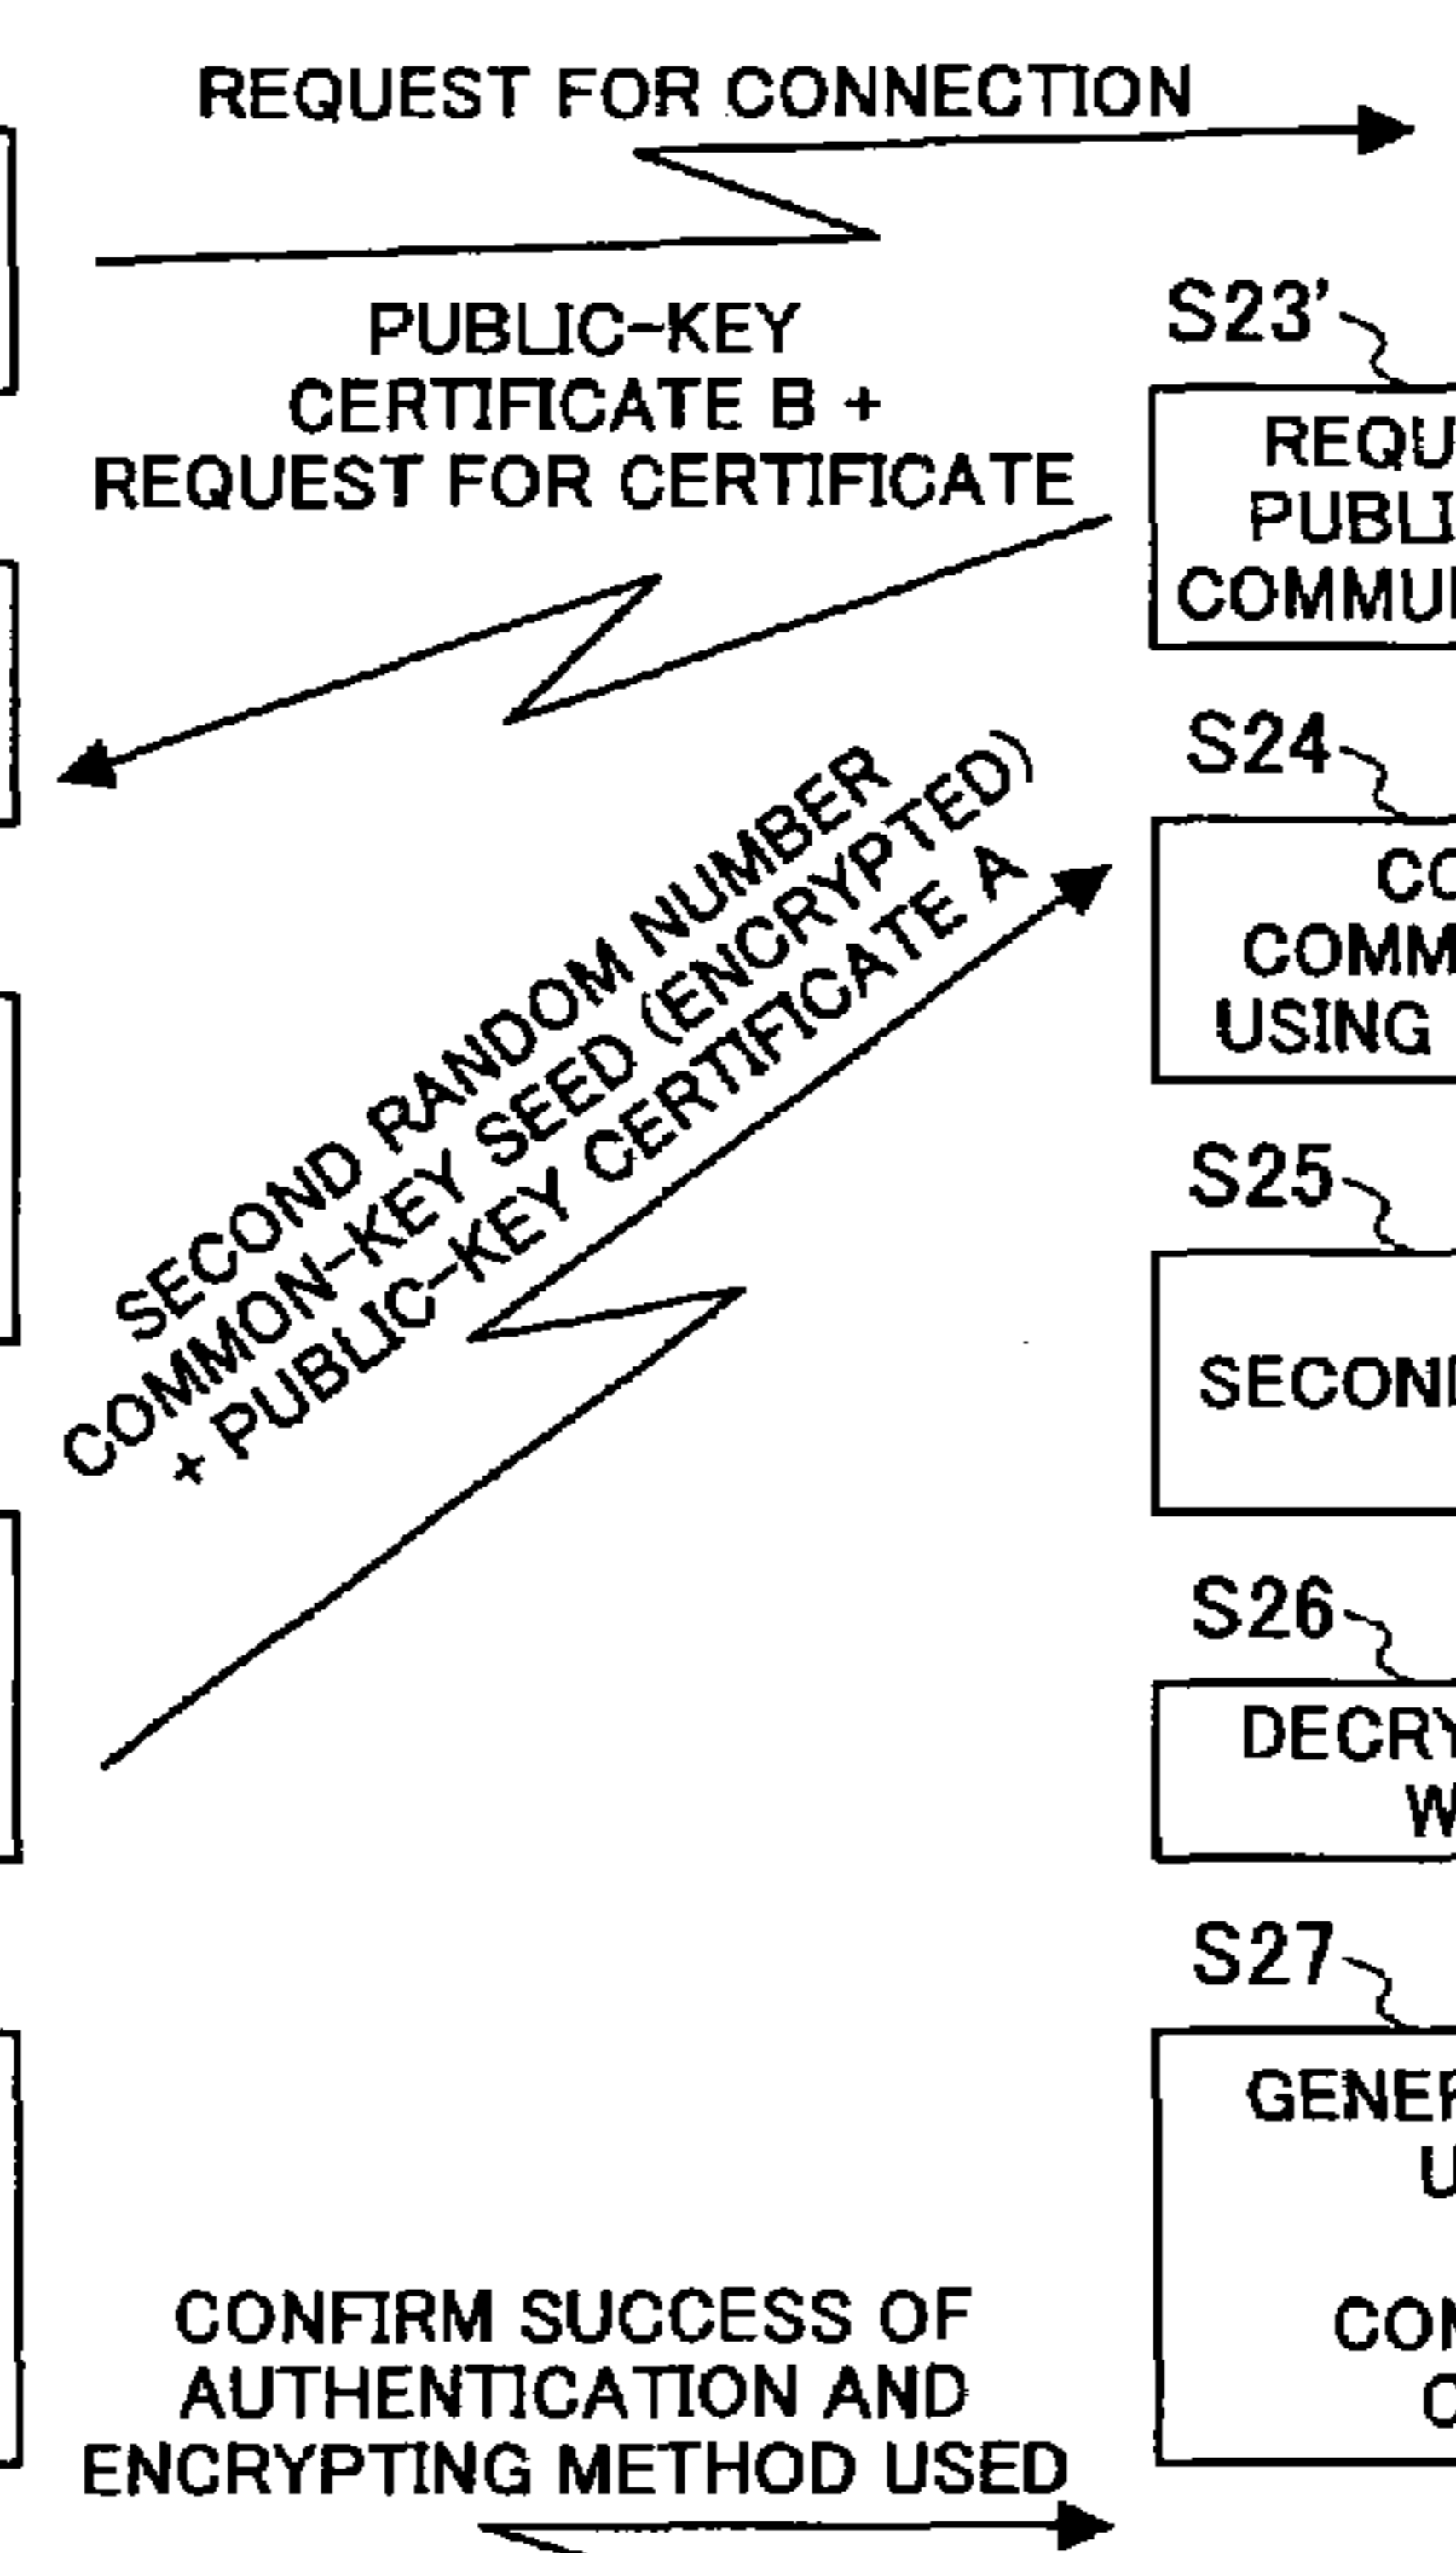 REQUEST FOR CONNECTION
PUBLIC-KEY
CERTIFICATE B +
REQUEST FOR CERTIFICATE
S23'
REQU
PUBLI
COMMU
S24
CO
COMM
USING
SECOND RANDOM NUMBER
COMMON-KEY SEED (ENCRYPTED))
+ PUBLIC-KEY CERTIFICATE A
S25
SECON
S26
DECRY
W
S27
GENER
U
CON
CONFIRM SUCCESS OF
AUTHENTICATION AND
ENCRYPTING METHOD USED